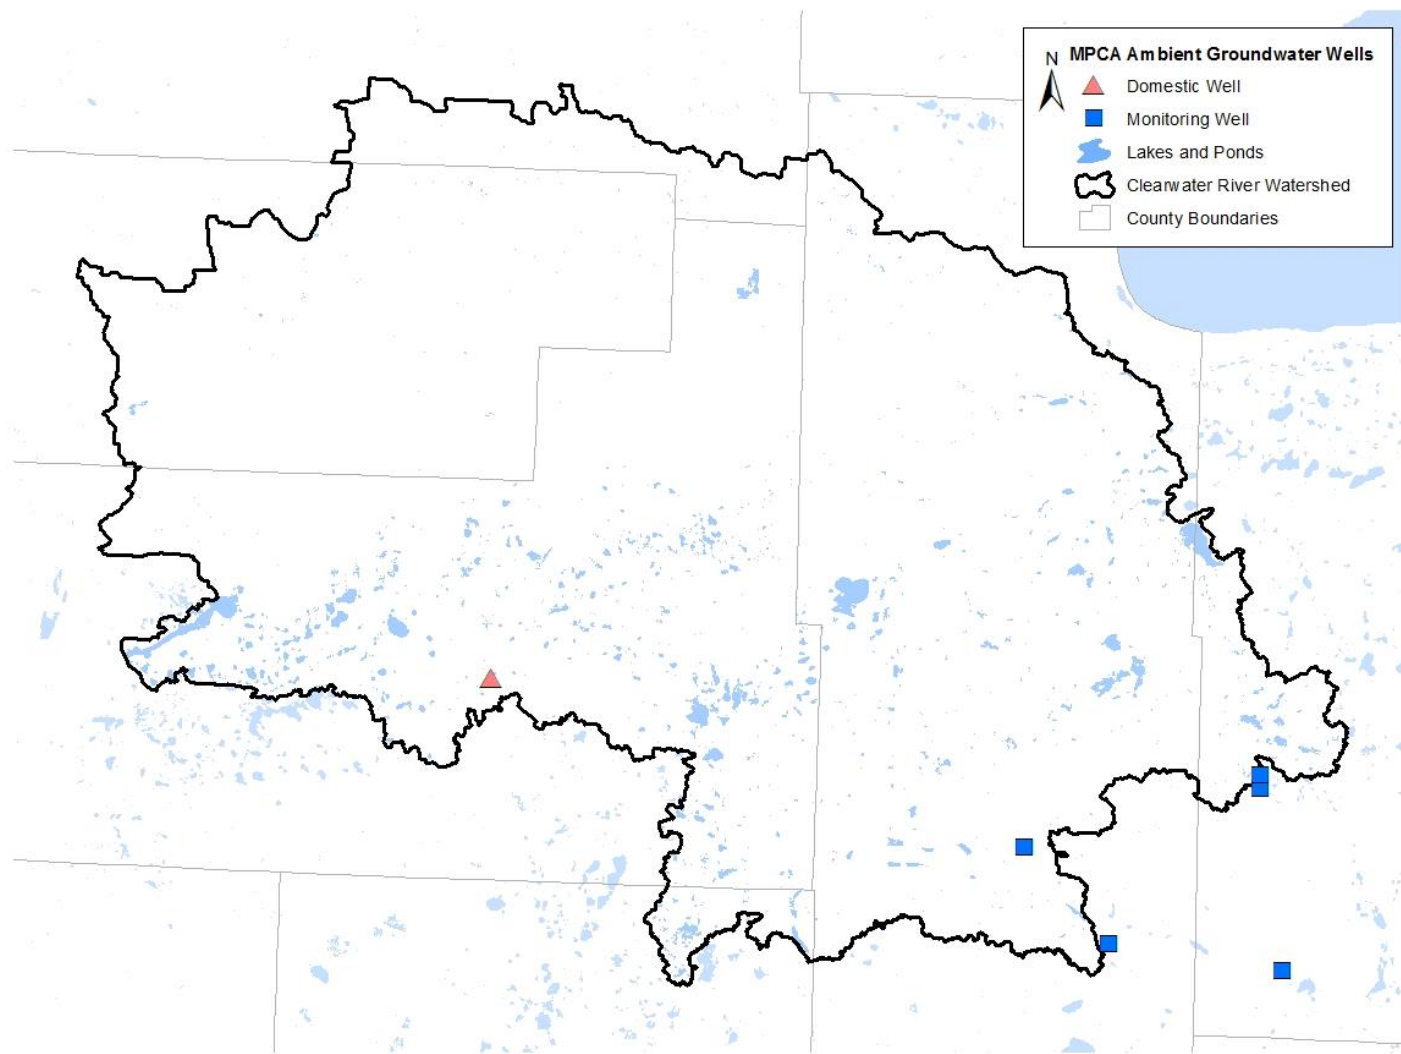 N
MPCA Ambient Groundwater Wells
Domestic Well
Monitoring Well
Lakes and Ponds
Clearwater River Watershed
County Boundaries